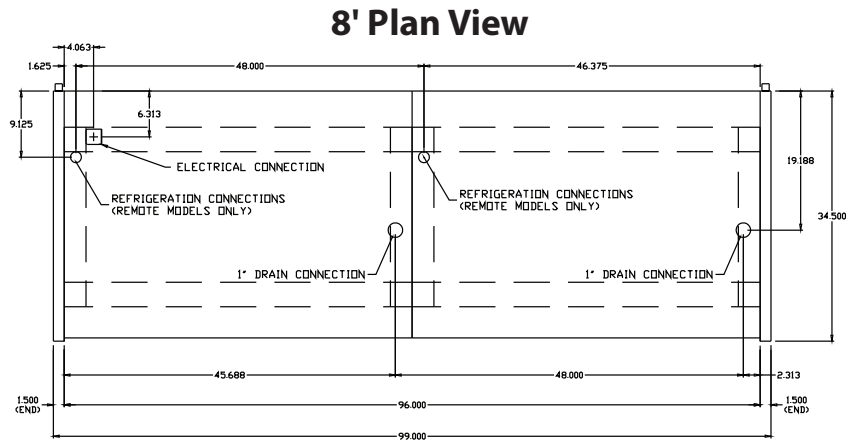 8' Plan View
4.063
1.625
48.000
46.375
9.125
6.313
19.188
34.500
ELECTRICAL CONNECTION
REFRIGERATION CONNECTIONS
(REMOTE MODELS ONLY)
REFRIGERATION CONNECTIONS
(REMOTE MODELS ONLY)
1" DRAIN CONNECTION
1" DRAIN CONNECTION
45.688
48.000
2.313
1.500
(END)
96.000
1.500
(END)
99.000